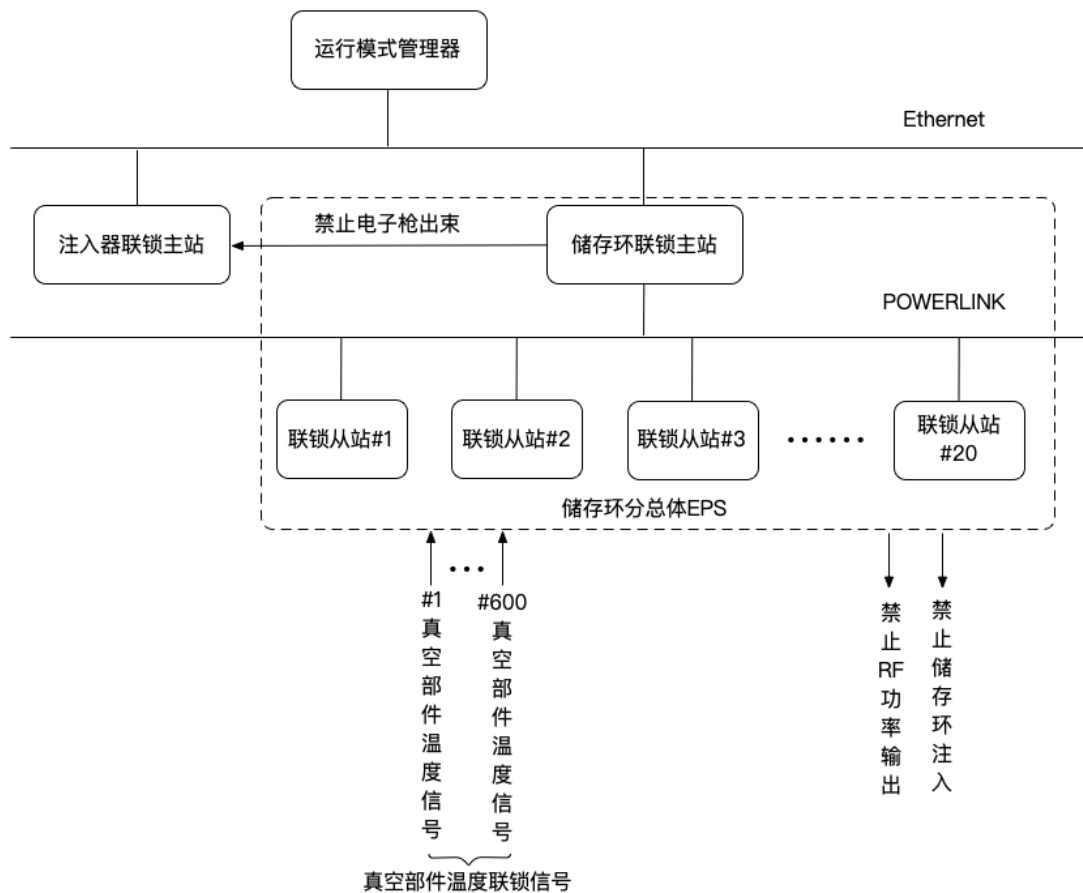 运行模式管理器
Ethernet
注入器联锁主站
禁止电子枪出束
储存环联锁主站
POWERLINK
联锁从站#1
联锁从站#2
联锁从站#3
······
联锁从站
#20
储存环分总体EPS
#1真空部件温度信号
···
#600真空部件温度信号
禁止RF功率输出
禁止储存环注入
真空部件温度联锁信号